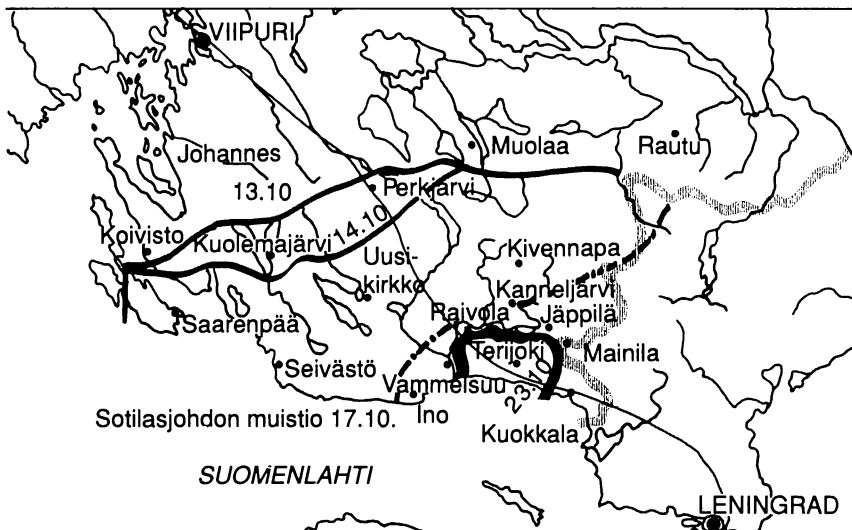 VIIPURI
Muolaa
Rautu
Johannes
Perkjärvi
13.10
14.10
Koivisto
Kuolemajärvi
Uusi-
kirkko
Kivennapa
Kanneljärvi
Raivola
Jäppilä
Saarenpää
Terijoki
Mainila
Seivästö
Vammelsuu
23.10
Sotilasjohdon muistio 17.10.
Ino
Kuokkala
SUOMENLAHTI
LENINGRAD